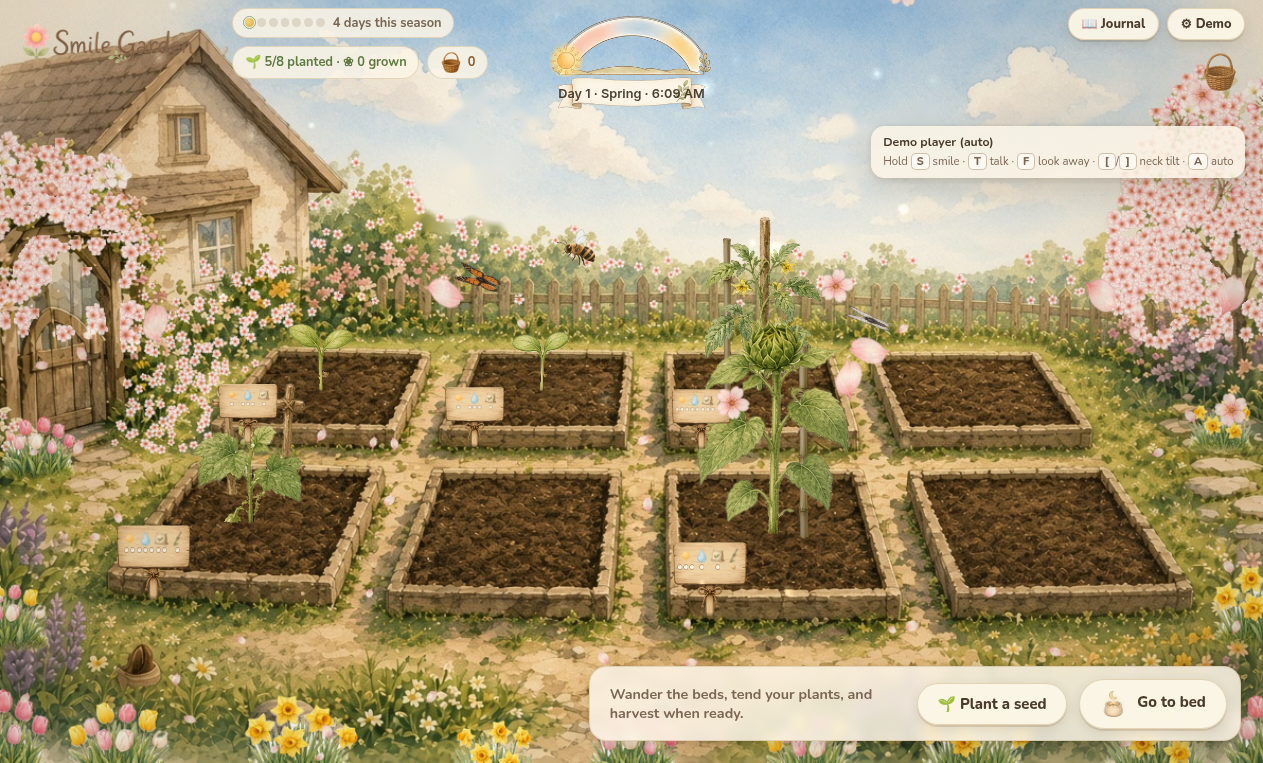 4 days this season
📖 Journal
⚙ Demo
Smile Gard
🌱 5/8 planted · ❀ 0 grown
0
Day 1 · Spring · 6:09 AM
Demo player (auto)
Hold S smile · T talk · F look away · [ / ] neck tilt · A auto
Wander the beds, tend your plants, and
harvest when ready.
🌱 Plant a seed
Go to bed